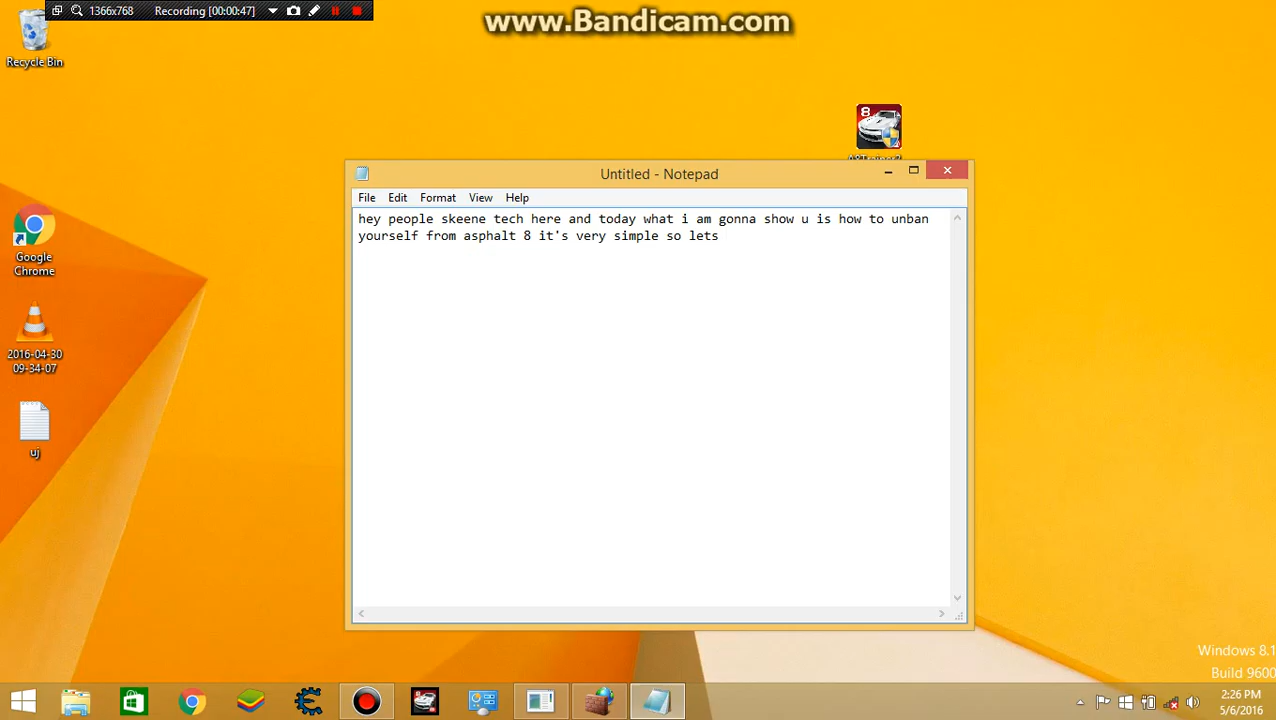 1366x768 Recording [00:00:47]
www.Bandicam.com
Recycle Bin
8
Untitled - Notepad
File Edit Format View Help
hey people skeene tech here and today what i am gonna show u is how to unban
yourself from asphalt 8 it's very simple so lets
Google
Chrome
2016-04-30
09-34-07
uj
Windows 8.1
Build 9600
2:26 PM
5/6/2016